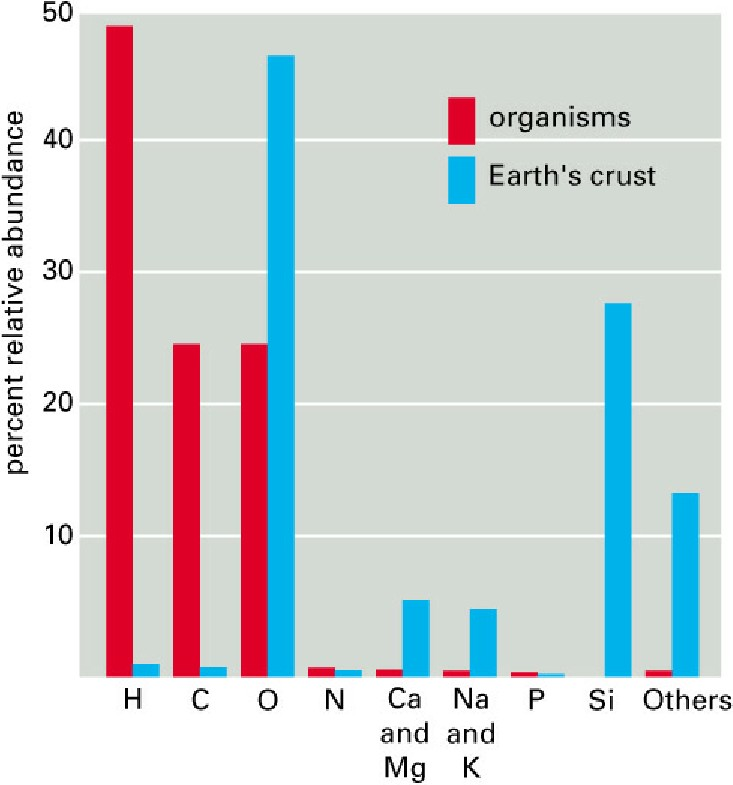 percent relative abundance
50
40
30
20
10
organisms
Earth's crust
H
C
O
N
Ca
and
Mg
Na
and
K
P
Si
Others